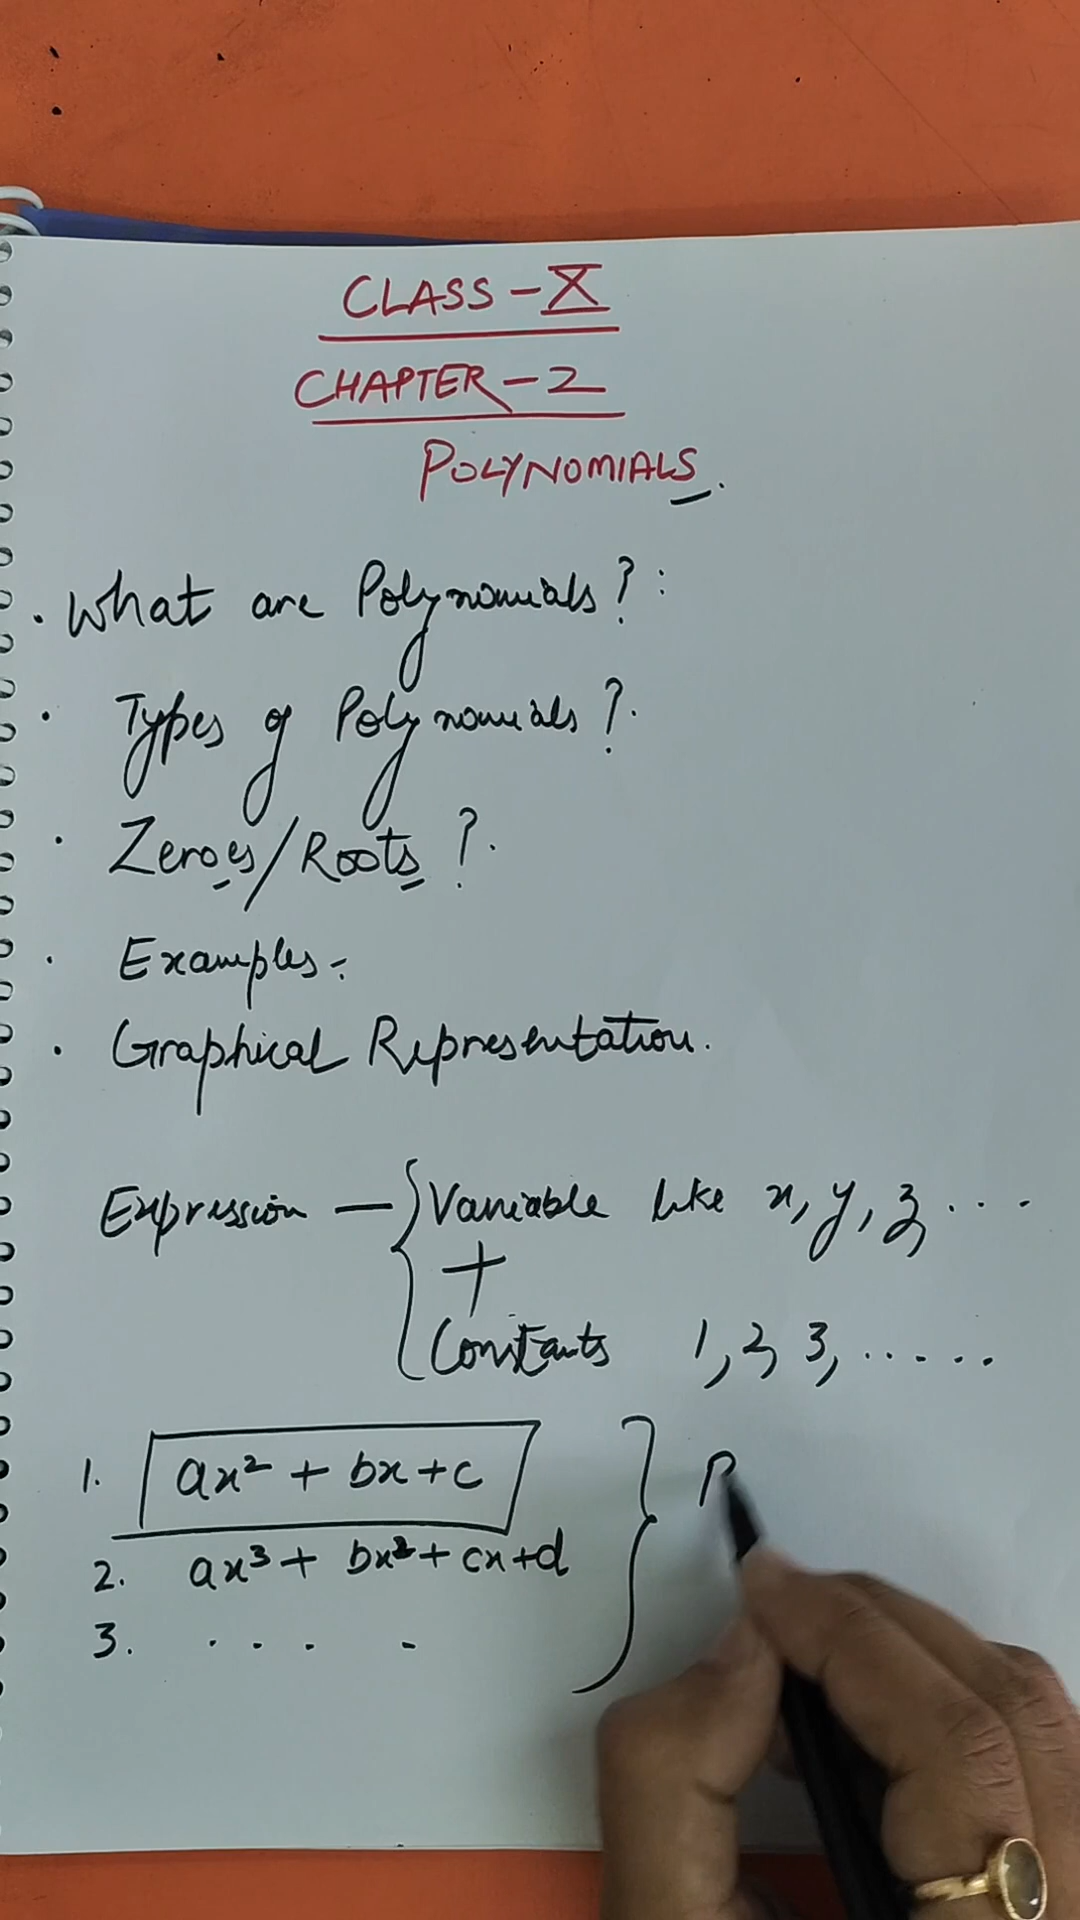 CLASS - X
CHAPTER - 2
POLYNOMIALS.
. What are Polynomials? :
. Types of Polynomials ?.
. Zeroes/Roots ?.
. Examples :
. Graphical Representation.
Expression — { Variable like x, y, z ....
+
Constants 1, 2, 3, .....
1. ax² + bx + c } P
2. ax³ + bx² + cx + d
3. . . . . -